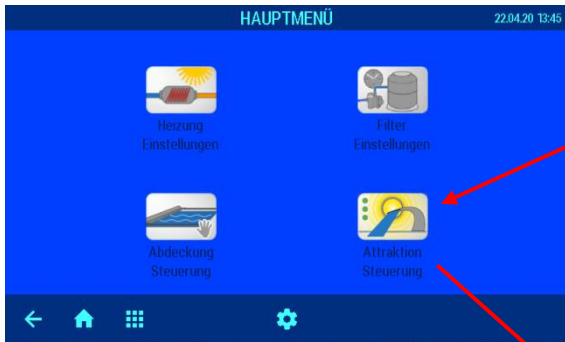 HAUPTMENÜ
22.04.20 13:45
Heizung
Einstellungen
Filter
Einstellungen
Abdeckung
Steuerung
Attraktion
Steuerung